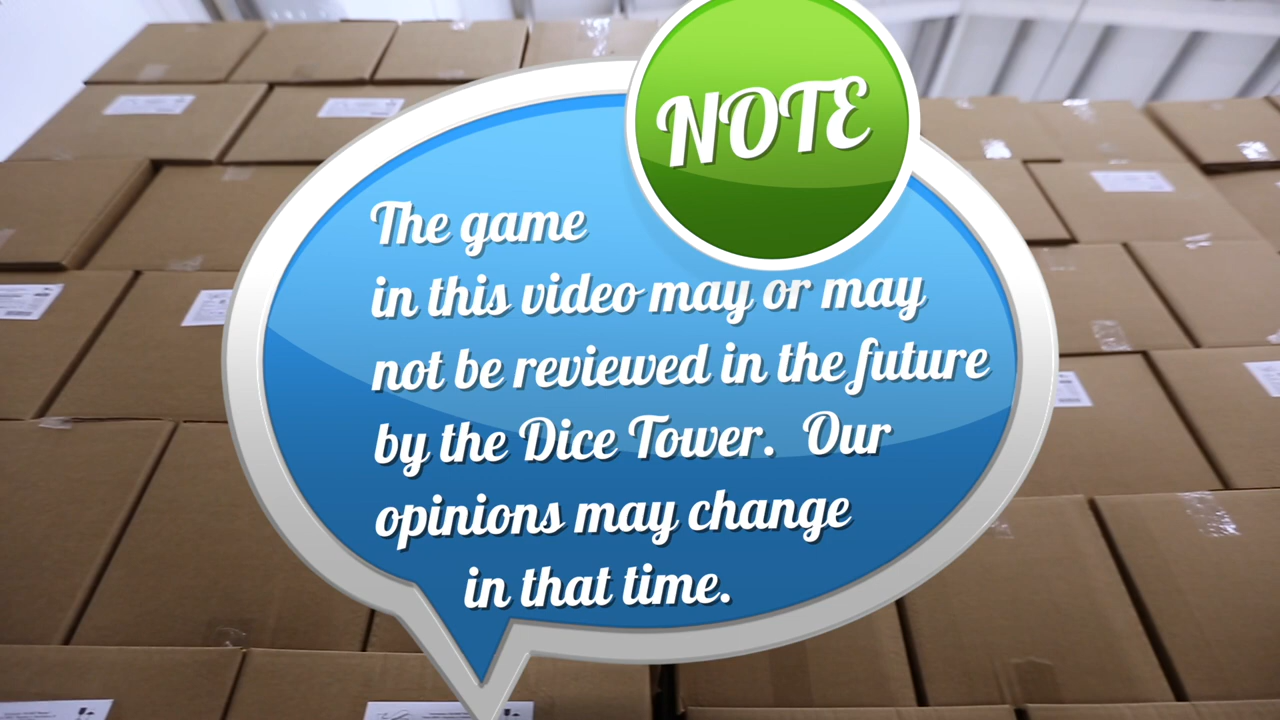 NOTE
The game
in this video may or may
not be reviewed in the future
by the Dice Tower. Our
opinions may change
in that time.